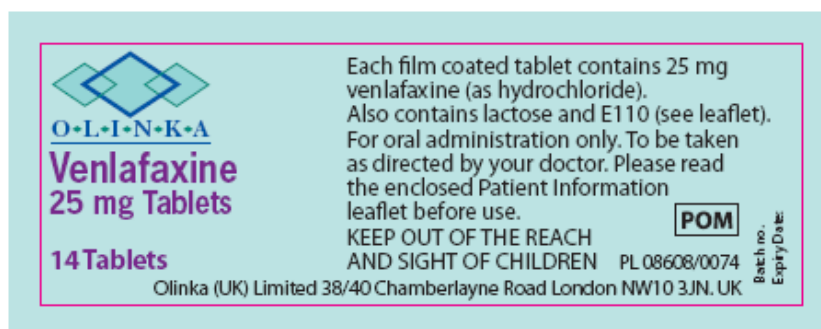 O•L•I•N•K•A
Venlafaxine
25 mg Tablets
14 Tablets
Each film coated tablet contains 25 mg
venlafaxine (as hydrochloride).
Also contains lactose and E110 (see leaflet).
For oral administration only. To be taken
as directed by your doctor. Please read
the enclosed Patient Information
leaflet before use.
KEEP OUT OF THE REACH
AND SIGHT OF CHILDREN
POM
PL 08608/0074
Batch no.
Expiry Date:
Olinka (UK) Limited 38/40 Chamberlayne Road London NW10 3JN. UK